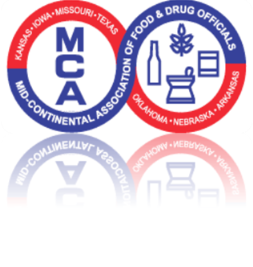 KANSAS • IOWA • MISSOURI • TEXAS
MCA
MID-CONTINENTAL ASSOCIATION OF FOOD & DRUG OFFICIALS
OKLAHOMA • NEBRASKA • ARKANSAS